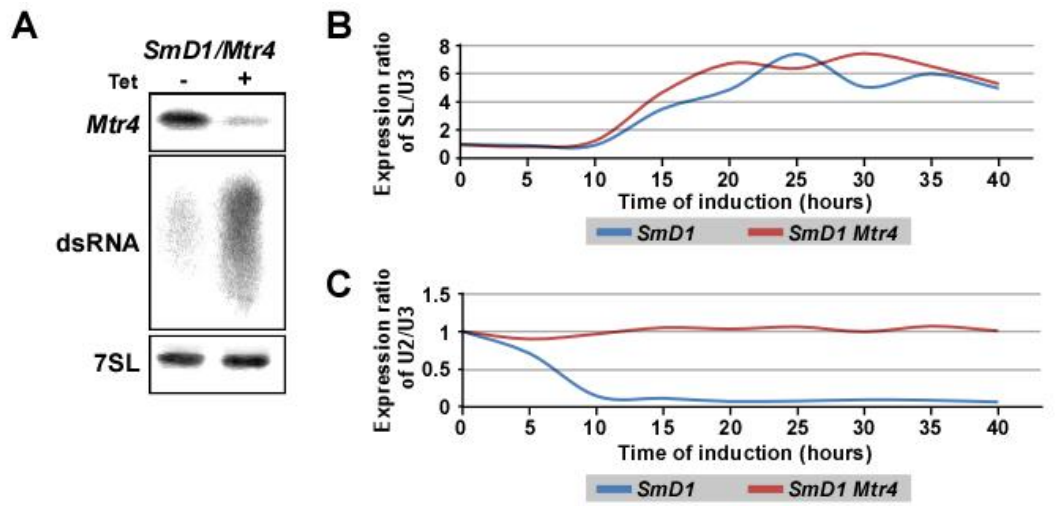 A
SmD1/Mtr4
Tet - +
Mtr4
dsRNA
7SL
B
Expression ratio
of SL/U3
8
6
4
2
0
0 5 10 15 20 25 30 35 40
Time of induction (hours)
SmD1 SmD1 Mtr4
C
Expression ratio
of U2/U3
1.5
1
0.5
0
0 5 10 15 20 25 30 35 40
Time of induction (hours)
SmD1 SmD1 Mtr4